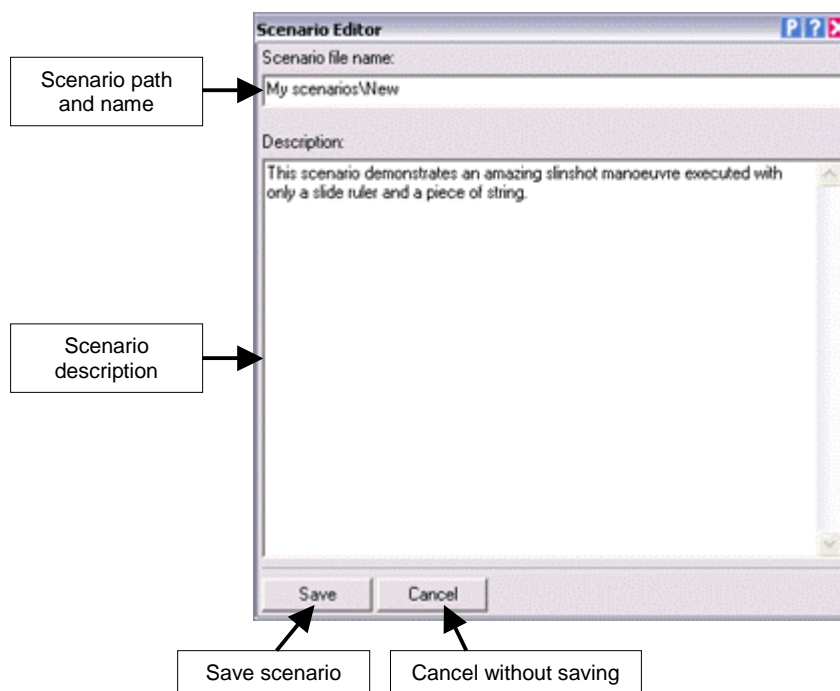 Scenario Editor
P ? X
Scenario file name:
Scenario path
and name
My scenarios\New
Description:
This scenario demonstrates an amazing slinshot manoeuvre executed with
only a slide ruler and a piece of string.
Scenario
description
Save
Cancel
Save scenario
Cancel without saving